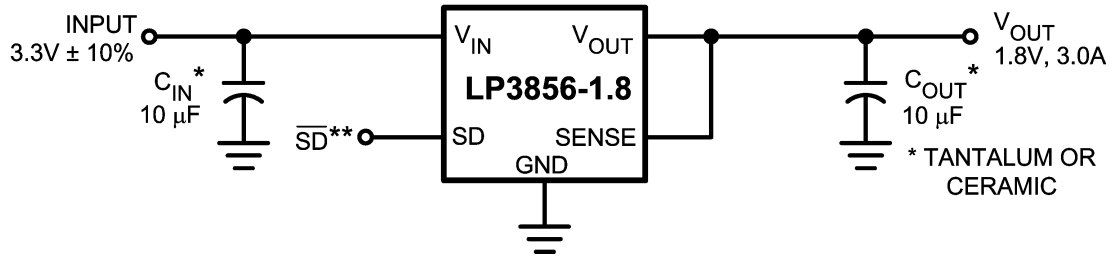 INPUT
3.3V ± 10%
C_IN*
10 µF
SD**
V_IN
V_OUT
LP3856-1.8
SD
SENSE
GND
V_OUT
1.8V, 3.0A
C_OUT*
10 µF
* TANTALUM OR
CERAMIC